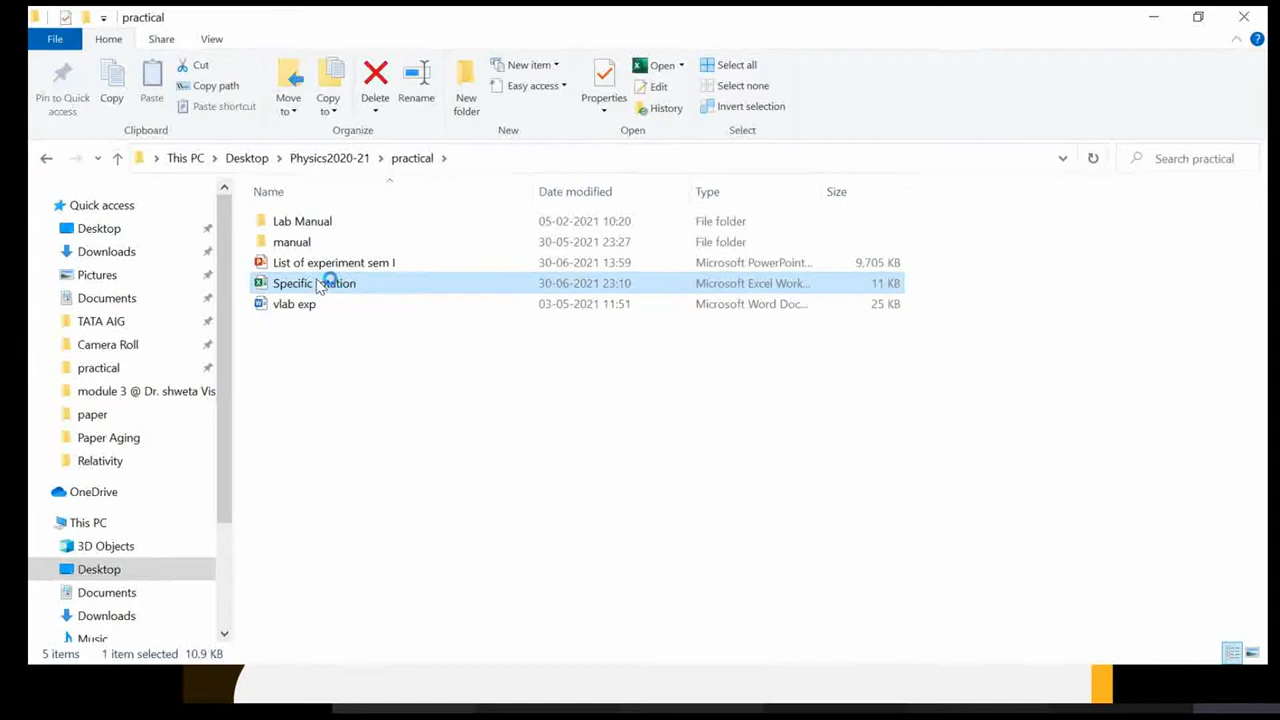 practical
File Home Share View
Pin to Quick access Copy Paste Cut Copy path Paste shortcut Move to Copy to Delete Rename New folder New item Easy access Properties Open Edit History Select all Select none Invert selection
Clipboard Organize New Open Select
This PC Desktop Physics2020-21 practical Search practical
Name Date modified Type Size
Lab Manual 05-02-2021 10:20 File folder
manual 30-05-2021 23:27 File folder
List of experiment sem I 30-06-2021 13:59 Microsoft PowerPoint... 9,705 KB
Specific 30-06-2021 23:10 Microsoft Excel Work... 11 KB
vlab exp 03-05-2021 11:51 Microsoft Word Doc... 25 KB
Quick access
Desktop
Downloads
Pictures
Documents
TATA AIG
Camera Roll
practical
module 3 @ Dr. shweta Vis
paper
Paper Aging
Relativity
OneDrive
This PC
3D Objects
Desktop
Documents
Downloads
Music
5 items 1 item selected 10.9 KB